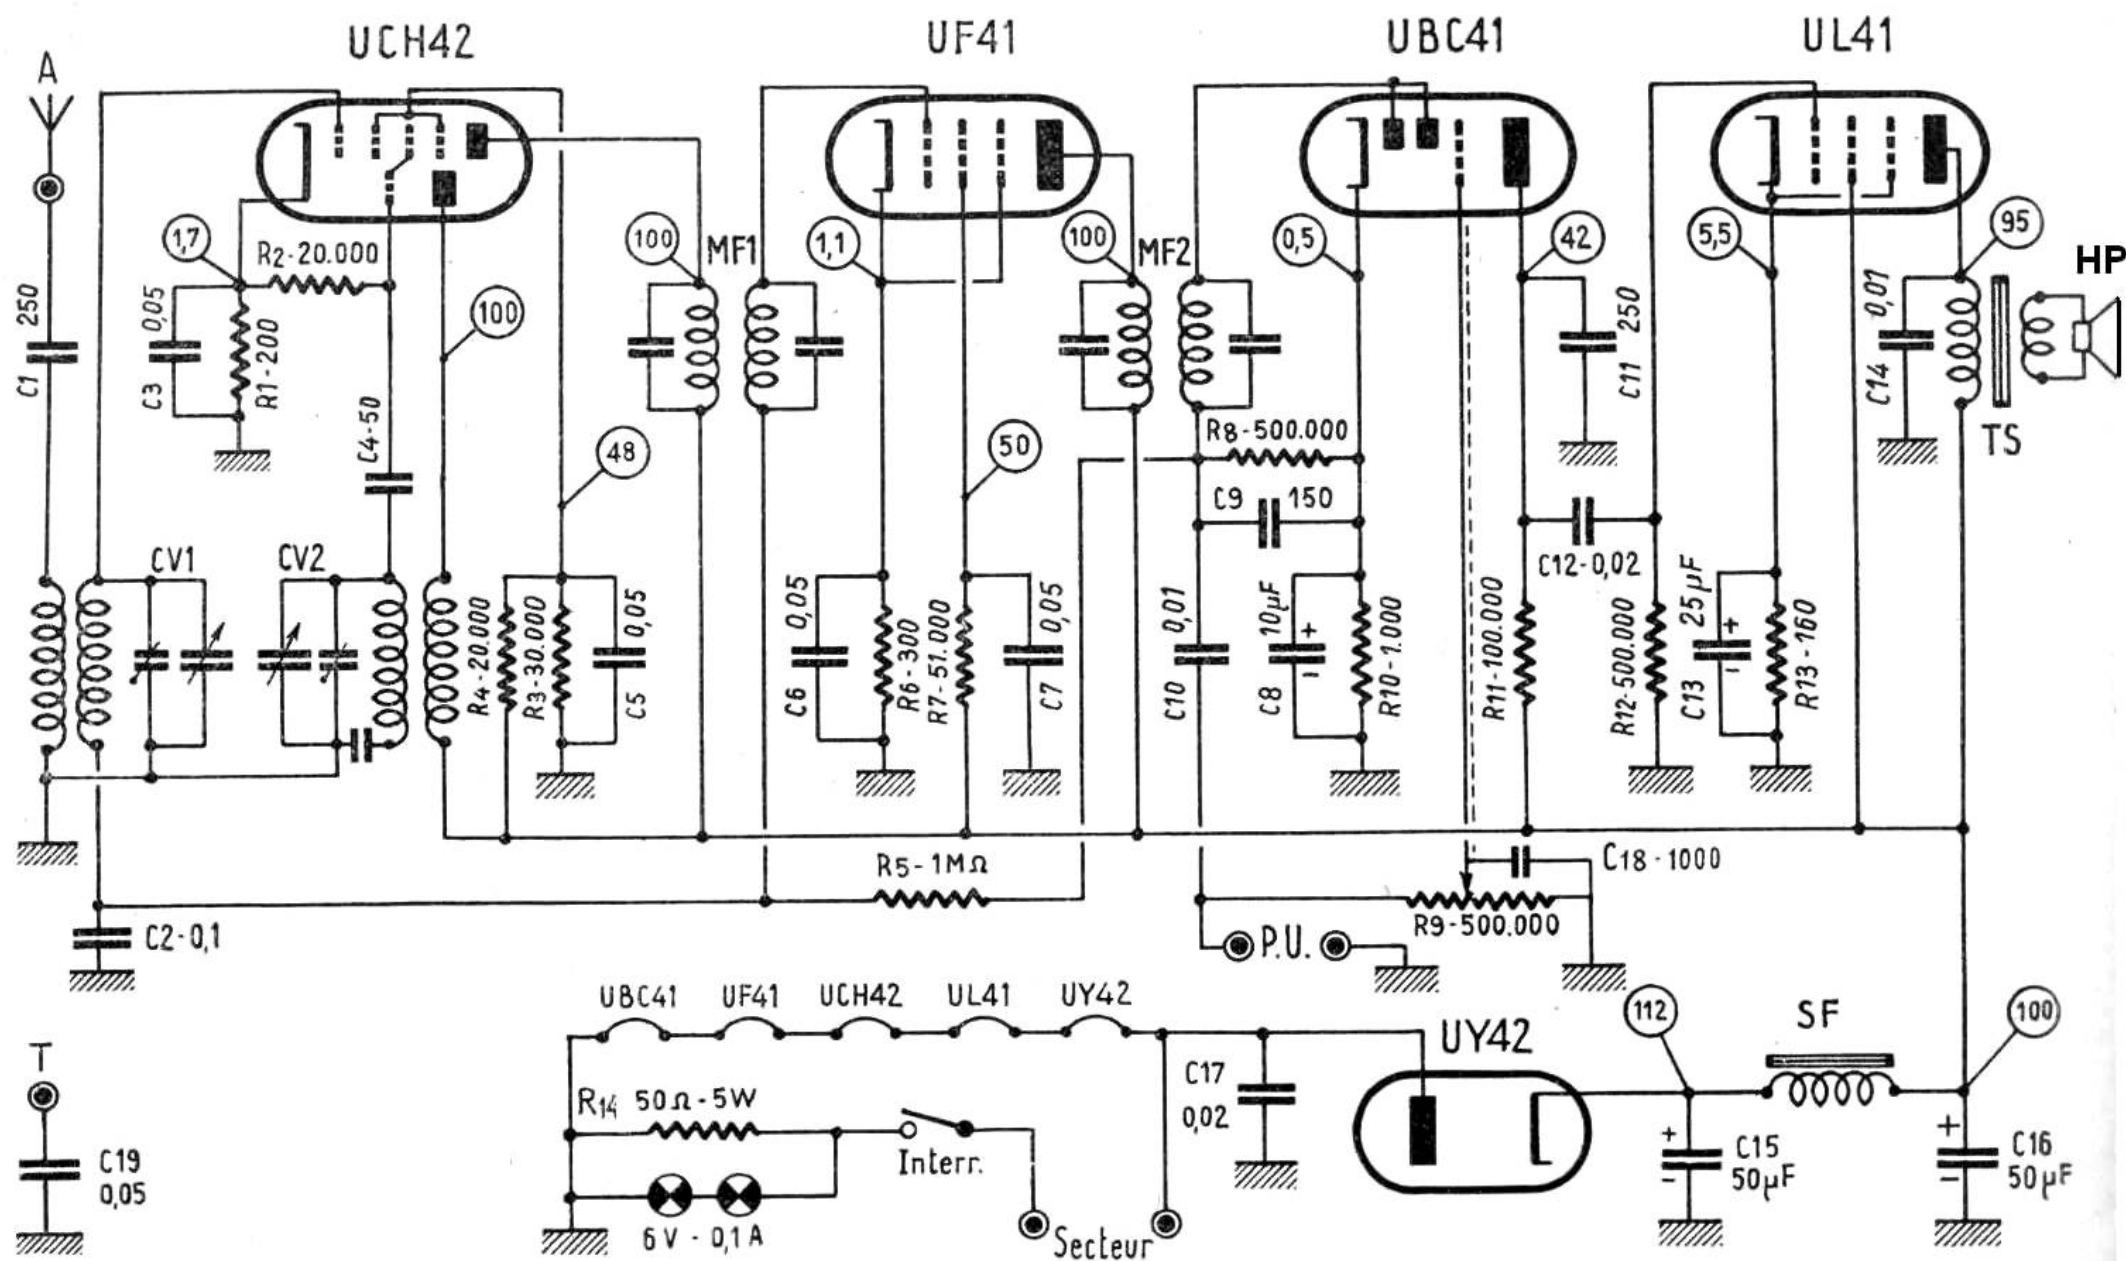 UCH42
UF41
UBC41
UL41
A
1,7
R2-20.000
100
MF1
1,1
100
MF2
0,5
42
5,5
95
HP
C1 250
C3 0,05
R1-200
100
C11 250
C14 0,01
TS
C4-50
48
50
R8-500.000
C9 150
CV1
CV2
R4-20.000
R3-30.000
C5 0,05
C6 0,05
R6-300
R7-51.000
C7 0,05
C10 0,01
C8 10µF
+
-
R10-1.000
R11-100.000
C12-0,02
R12-500.000
C13 25µF
+
-
R13-160
R5-1MΩ
C18-1000
R9-500.000
C2-0,1
P.U.
UBC41
UF41
UCH42
UL41
UY42
T
C19
0,05
R14 50Ω-5W
Interr.
6V-0,1A
Secteur
C17
0,02
UY42
112
SF
100
+
-
C15
50µF
+
-
C16
50µF